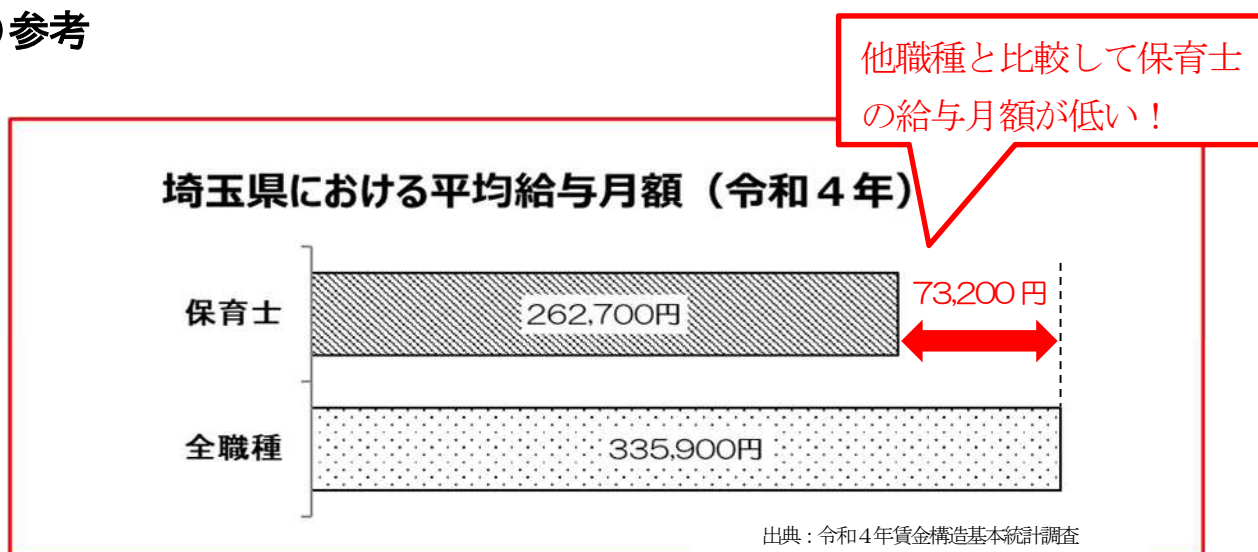 ）参考
他職種と比較して保育士
の給与月額が低い！
埼玉県における平均給与月額（令和４年）
保育士
262,700円
73,200円
全職種
335,900円
出典：令和４年賃金構造基本統計調査